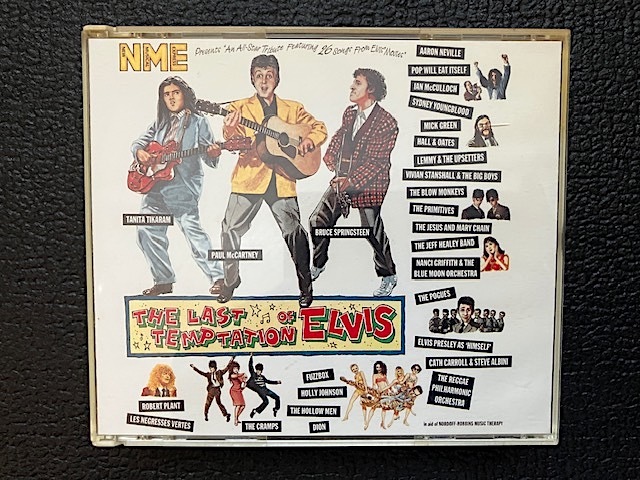 NME
Presents "An All-Star Tribute Featuring 26 Songs From Elvis' Movies"
AARON NEVILLE
POP WILL EAT ITSELF
IAN McCULLOCH
SYDNEY YOUNGBLOOD
MICK GREEN
HALL & OATES
LEMMY & THE UPSETTERS
VIVIAN STANSHALL & THE BIG BOYS
THE BLOW MONKEYS
THE PRIMITIVES
THE JESUS AND MARY CHAIN
THE JEFF HEALEY BAND
NANCI GRIFFITH & THE
BLUE MOON ORCHESTRA
THE POGUES
ELVIS PRESLEY AS 'HIMSELF'
CATH CARROLL & STEVE ALBINI
THE REGGAE
PHILHARMONIC
ORCHESTRA
TANITA TIKARAM
PAUL McCARTNEY
BRUCE SPRINGSTEEN
THE LAST TEMPTATION OF ELVIS
ROBERT PLANT
LES NEGRESSES VERTES
THE CRAMPS
FUZZBOX
HOLLY JOHNSON
THE HOLLOW MEN
DION
in aid of NORDOFF-ROBBINS MUSIC THERAPY